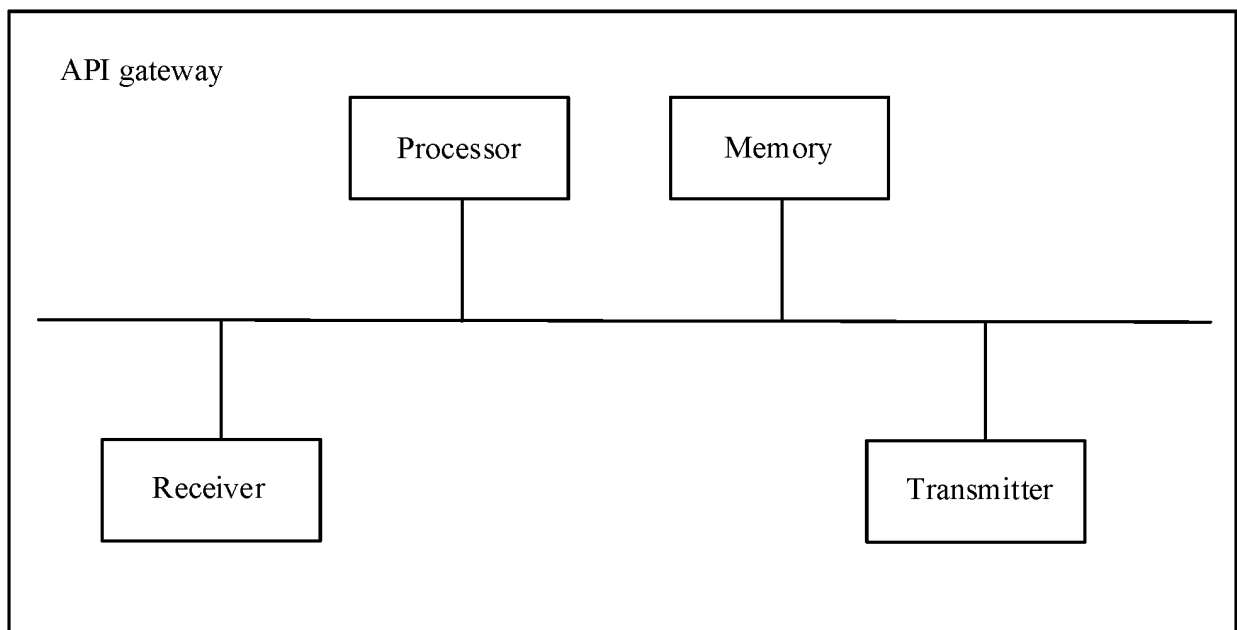 API gateway
Processor
Memory
Receiver
Transmitter